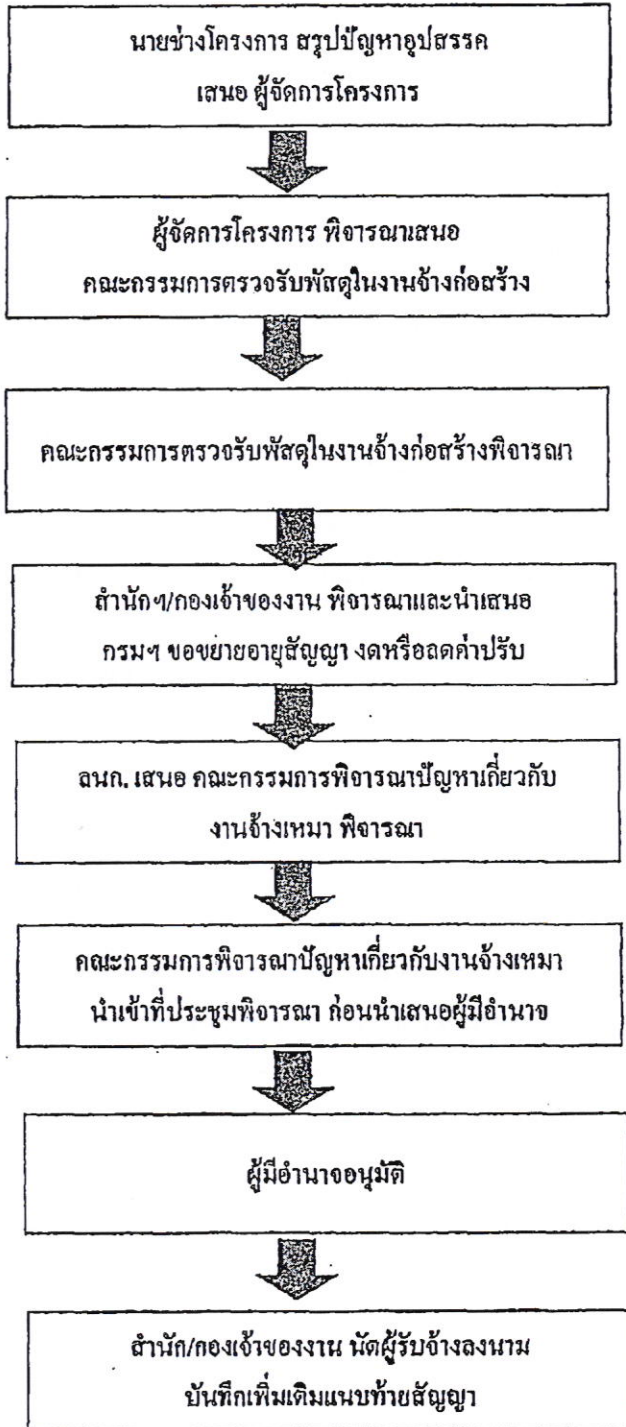 นายช่างโครงการ สรุปปัญหาอุปสรรค
เสนอ ผู้จัดการโครงการ
ผู้จัดการโครงการ พิจารณาเสนอ
คณะกรรมการตรวจรับพัสดุในงานจ้างก่อสร้าง
คณะกรรมการตรวจรับพัสดุในงานจ้างก่อสร้างพิจารณา
สำนักฯ/กองเจ้าของงาน พิจารณาและนำเสนอ
กรมฯ ขอขยายอายุสัญญา งดหรือลดค่าปรับ
ลนก. เสนอ คณะกรรมการพิจารณาปัญหาเกี่ยวกับ
งานจ้างเหมา พิจารณา
คณะกรรมการพิจารณาปัญหาเกี่ยวกับงานจ้างเหมา
นำเข้าที่ประชุมพิจารณา ก่อนนำเสนอผู้มีอำนาจ
ผู้มีอำนาจอนุมัติ
สำนัก/กองเจ้าของงาน นัดผู้รับจ้างลงนาม
บันทึกเพิ่มเติมแนบท้ายสัญญา